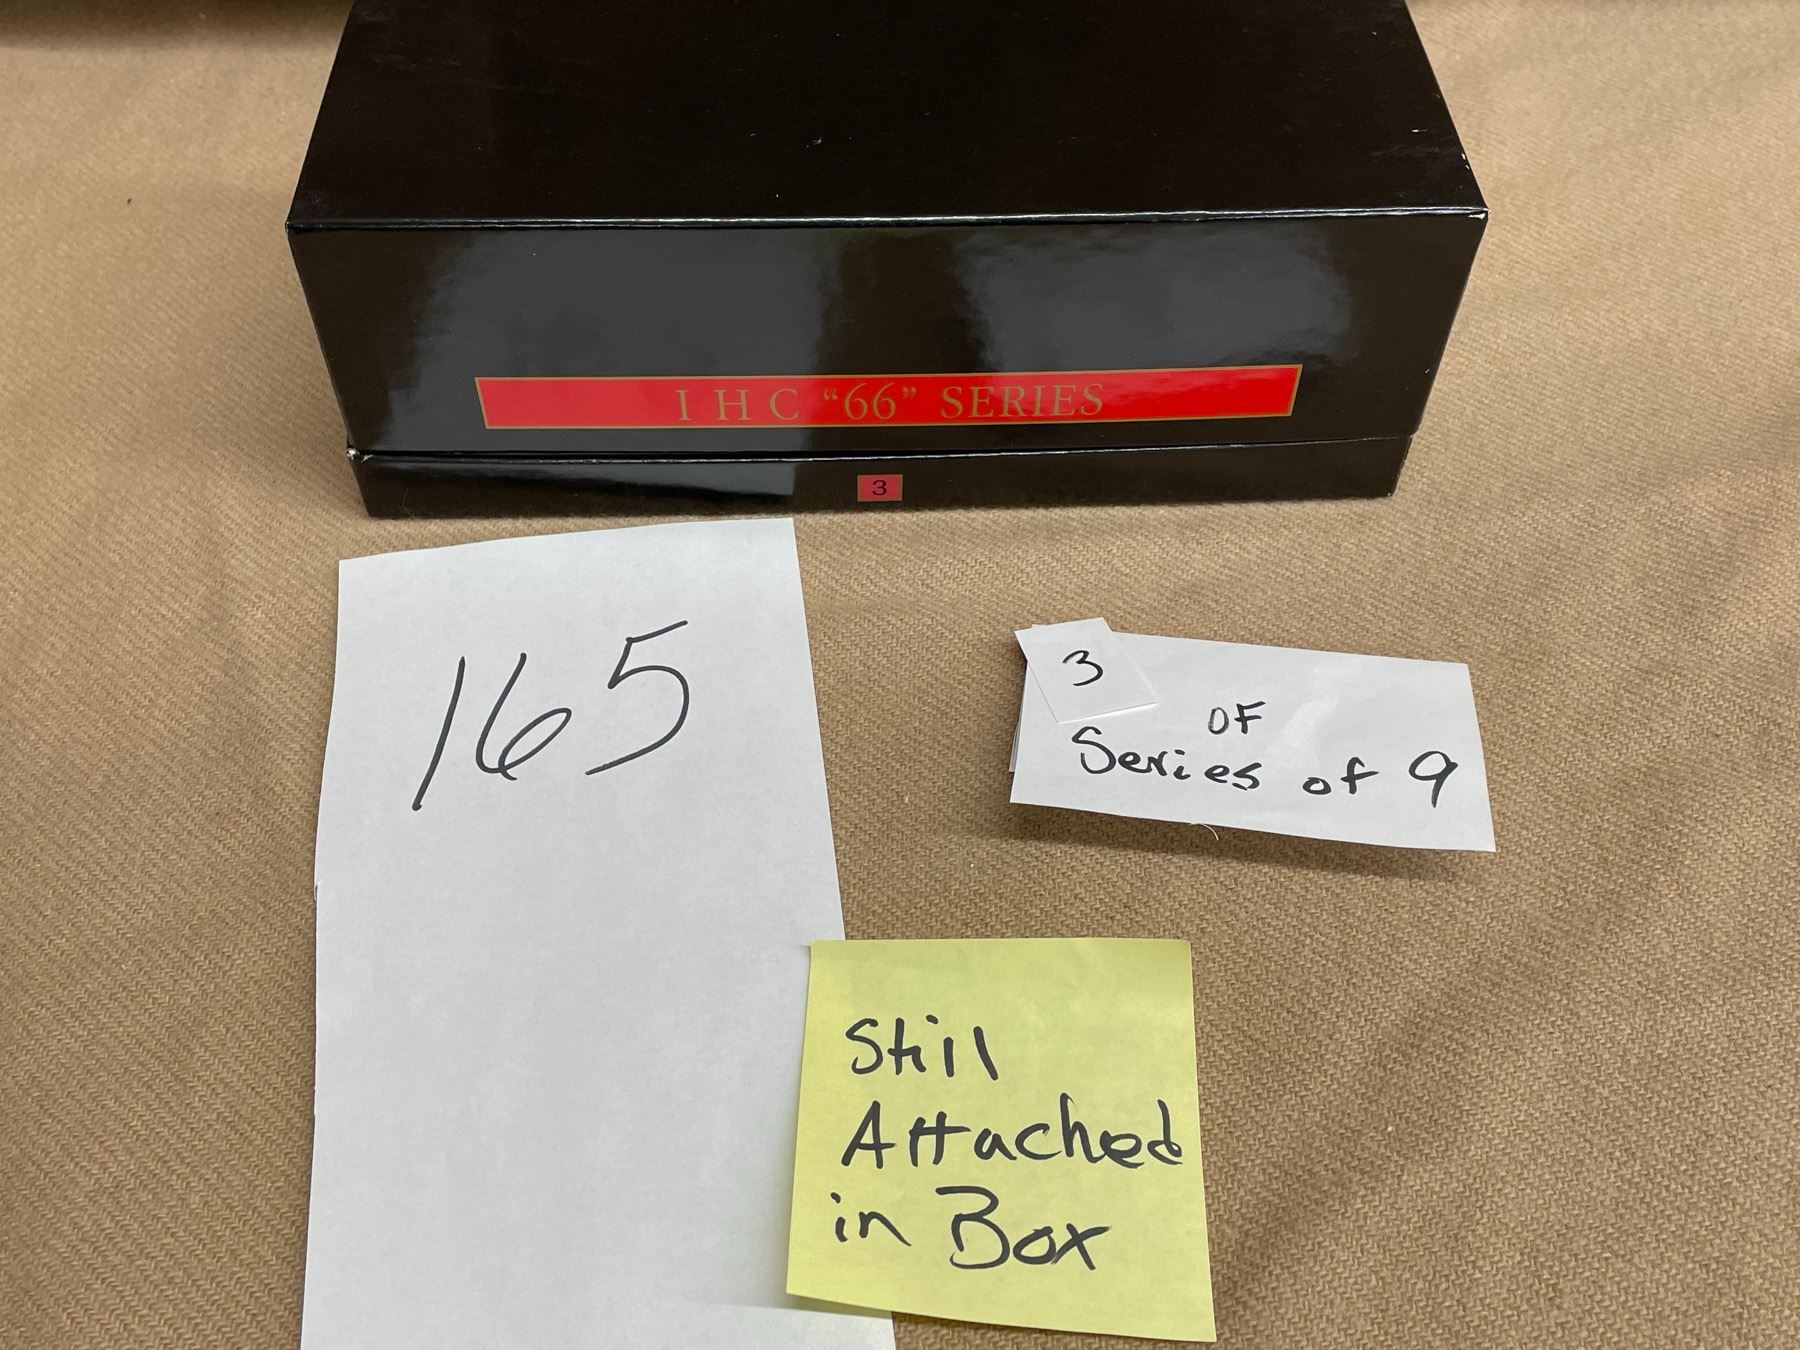 I H C “66” SERIES
3
165
3
OF
Series of 9
Still
Attached
in Box